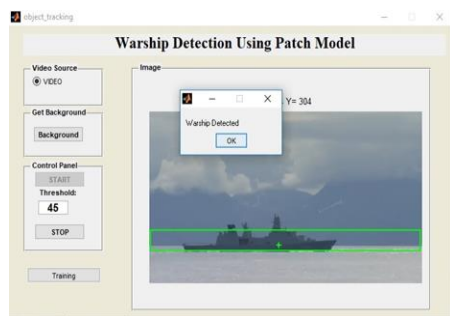 object_tracking
Warship Detection Using Patch Model
Video Source
VIDEO
Get Background
Background
Control Panel
START
Threshold:
45
STOP
Training
Image
Y= 304
Warship Detected
OK